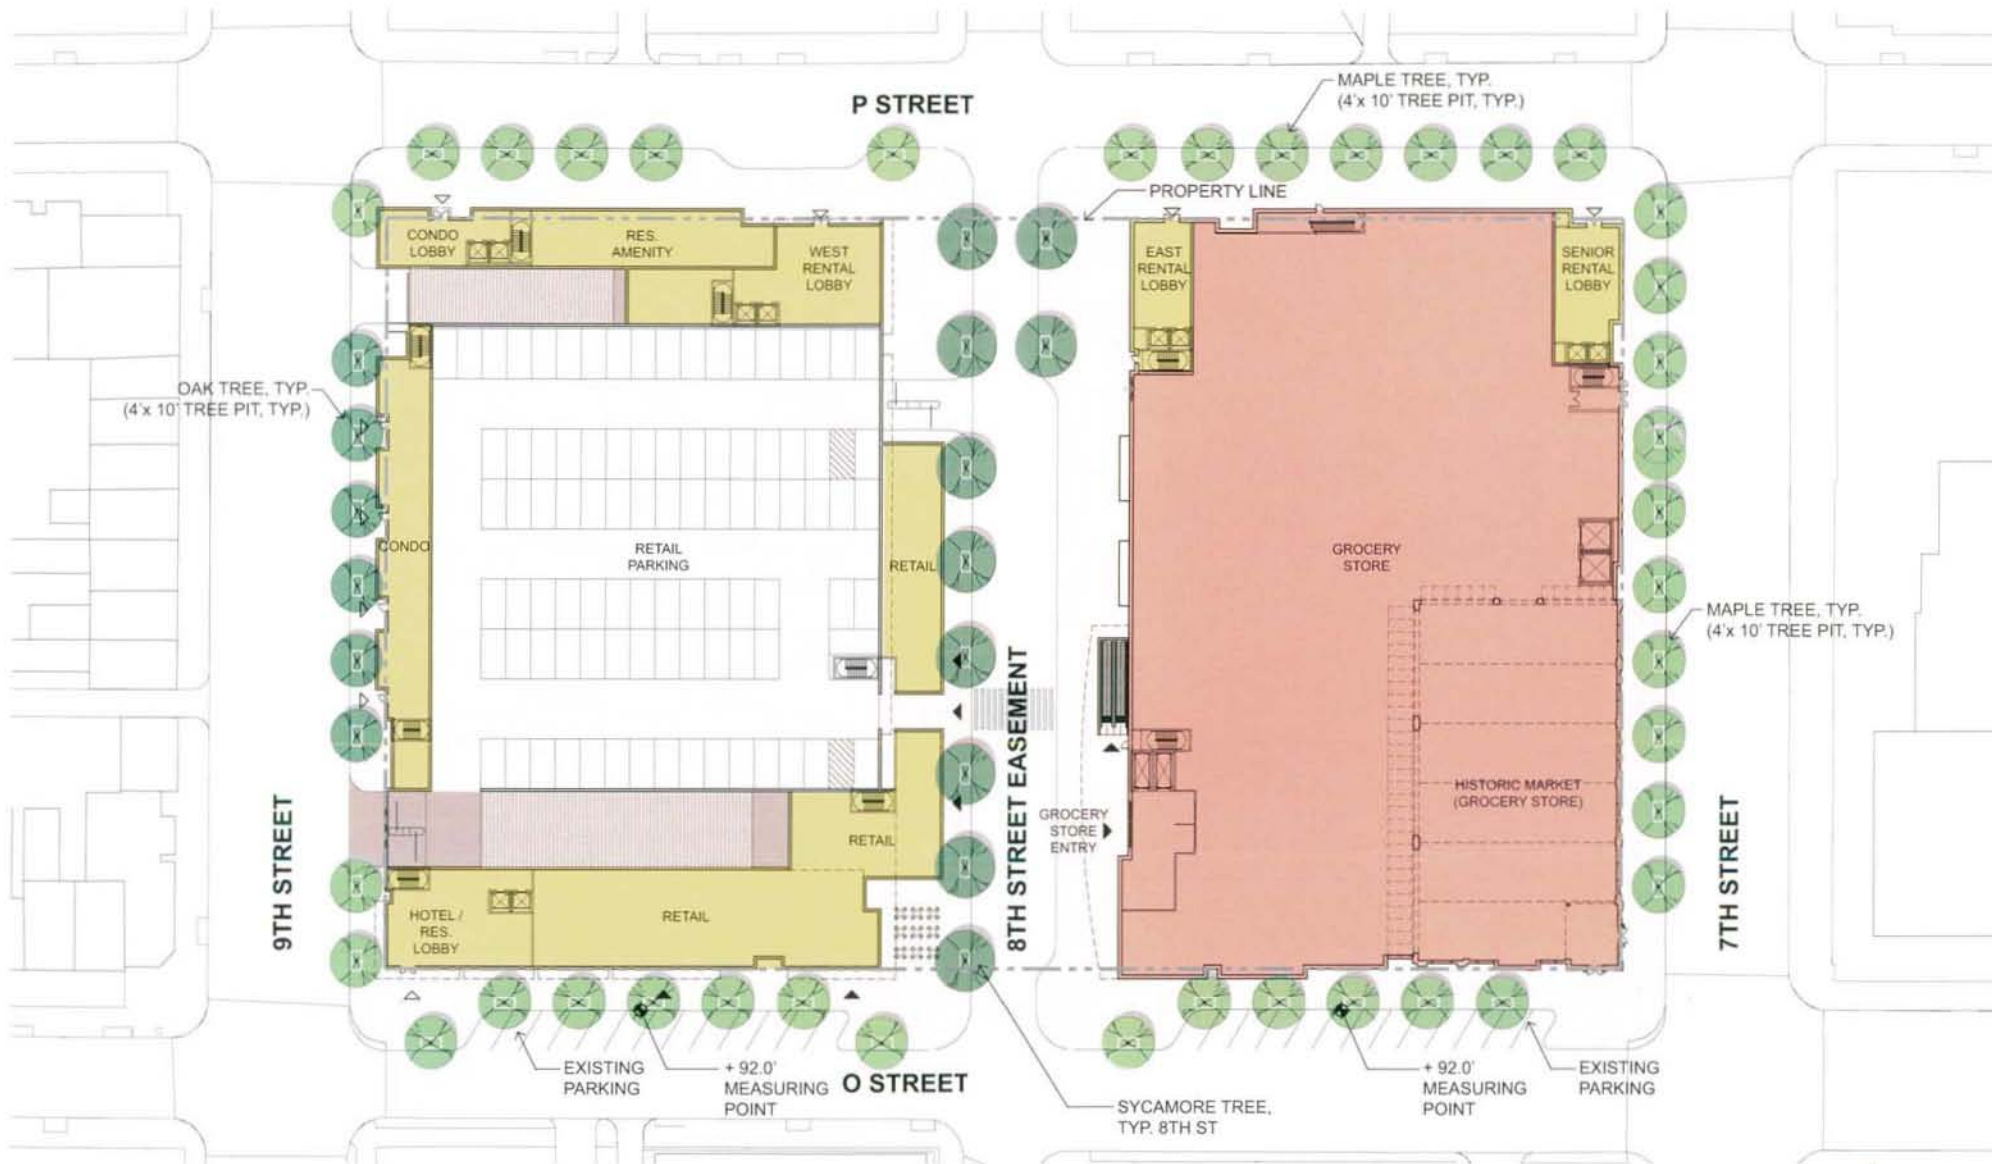 MAPLE TREE, TYP.
(4'x 10' TREE PIT, TYP.)
P STREET
PROPERTY LINE
CONDO
LOBBY
RES.
AMENITY
WEST
RENTAL
LOBBY
EAST
RENTAL
LOBBY
SENIOR
RENTAL
LOBBY
OAK TREE, TYP.
(4'x 10' TREE PIT, TYP.)
CONDO
RETAIL
PARKING
RETAIL
GROCERY
STORE
MAPLE TREE, TYP.
(4'x 10' TREE PIT, TYP.)
8TH STREET EASEMENT
HISTORIC MARKET
(GROCERY STORE)
9TH STREET
GROCERY
STORE
ENTRY
7TH STREET
RETAIL
HOTEL /
RES.
LOBBY
RETAIL
EXISTING
PARKING
+ 92.0'
MEASURING
POINT
O STREET
+ 92.0'
MEASURING
POINT
EXISTING
PARKING
SYCAMORE TREE,
TYP. 8TH ST